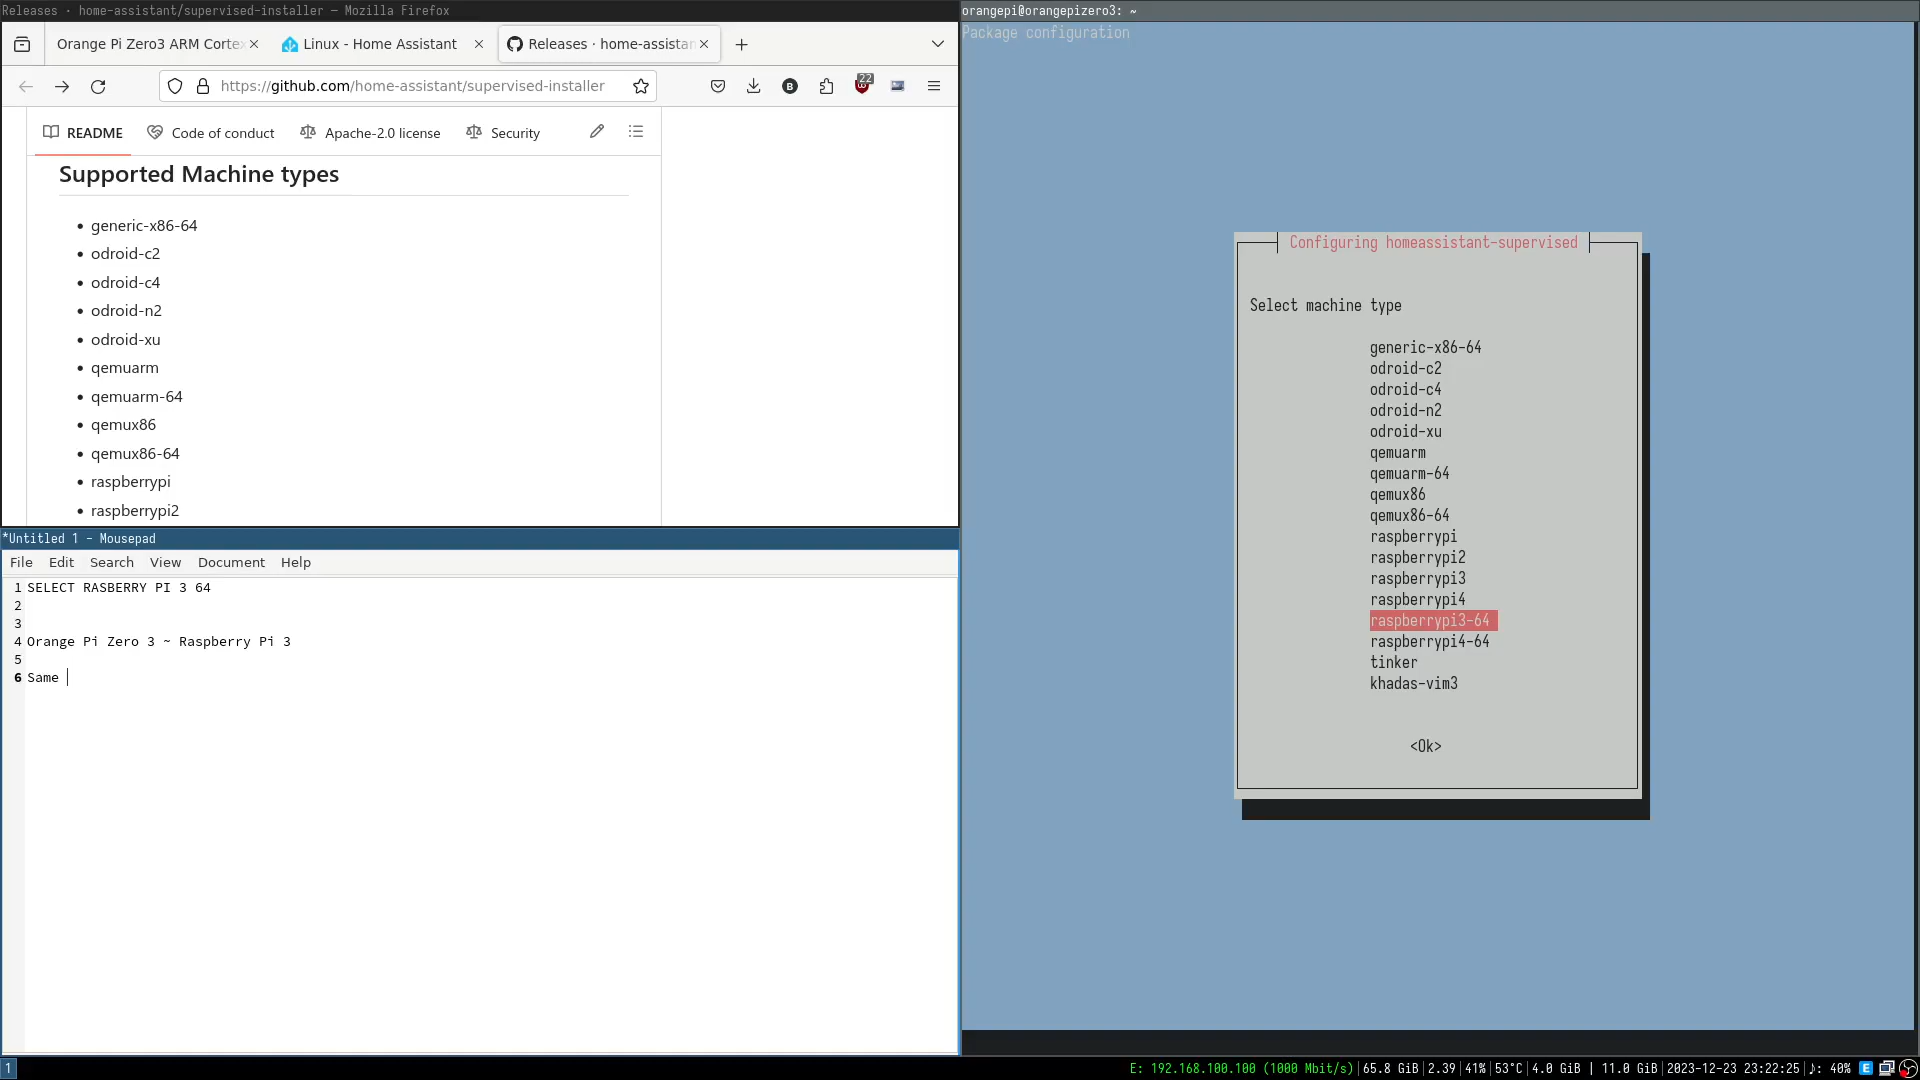 Releases · home-assistant/supervised-installer — Mozilla Firefox
Orange Pi Zero3 ARM Cortex
Linux - Home Assistant
Releases · home-assistan
https://github.com/home-assistant/supervised-installer
22
README
Code of conduct
Apache-2.0 license
Security
Supported Machine types
generic-x86-64
odroid-c2
odroid-c4
odroid-n2
odroid-xu
qemuarm
qemuarm-64
qemux86
qemux86-64
raspberrypi
raspberrypi2
*Untitled 1 - Mousepad
File Edit Search View Document Help
1 SELECT RASBERRY PI 3 64
2
3
4 Orange Pi Zero 3 ~ Raspberry Pi 3
5
6 Same
orangepi@orangepizero3: ~
Package configuration
Configuring homeassistant-supervised
Select machine type
generic-x86-64
odroid-c2
odroid-c4
odroid-n2
odroid-xu
qemuarm
qemuarm-64
qemux86
qemux86-64
raspberrypi
raspberrypi2
raspberrypi3
raspberrypi4
raspberrypi3-64
raspberrypi4-64
tinker
khadas-vim3
<Ok>
1
E: 192.168.100.100 (1000 Mbit/s)|65.8 GiB|2.39|41%|53°C|4.0 GiB | 11.0 GiB|2023-12-23 23:22:25|♪: 40% E